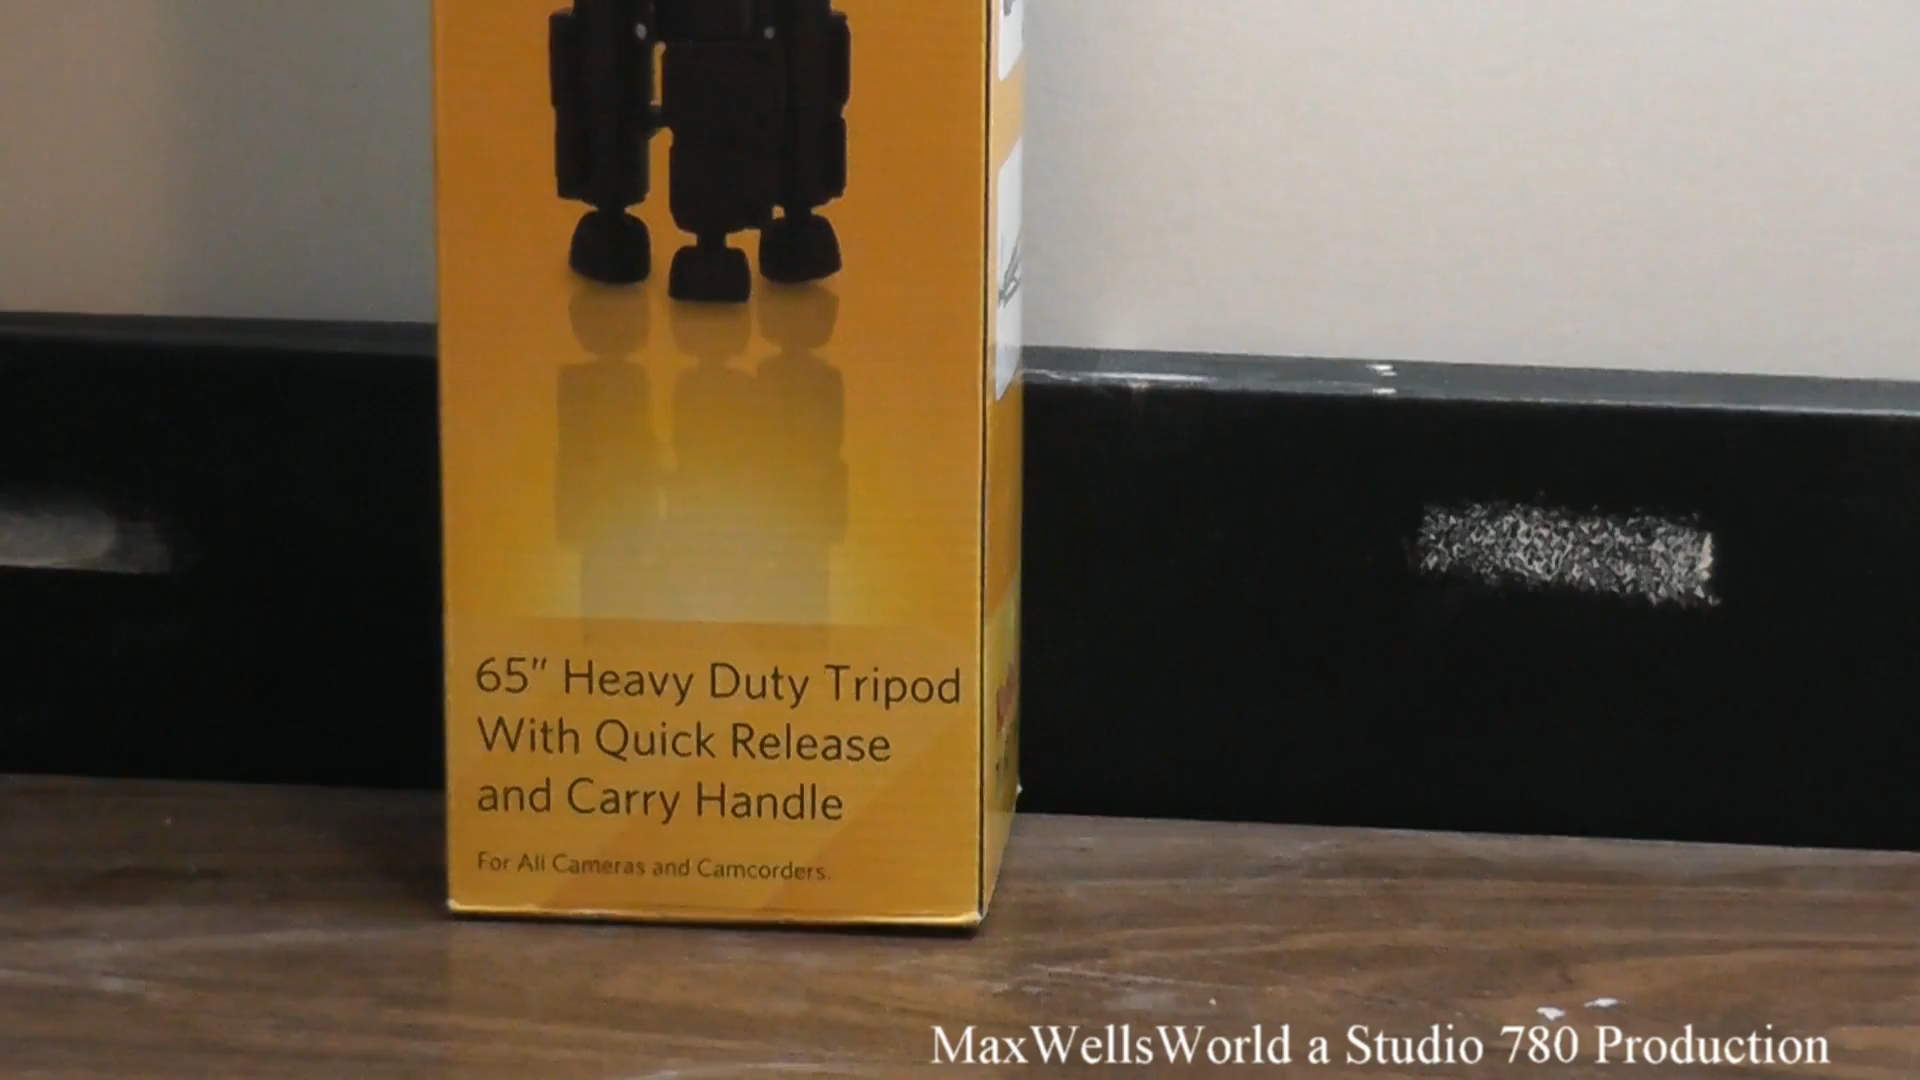 65" Heavy Duty Tripod
With Quick Release
and Carry Handle
For All Cameras and Camcorders.
MaxWellsWorld a Studio 780 Production